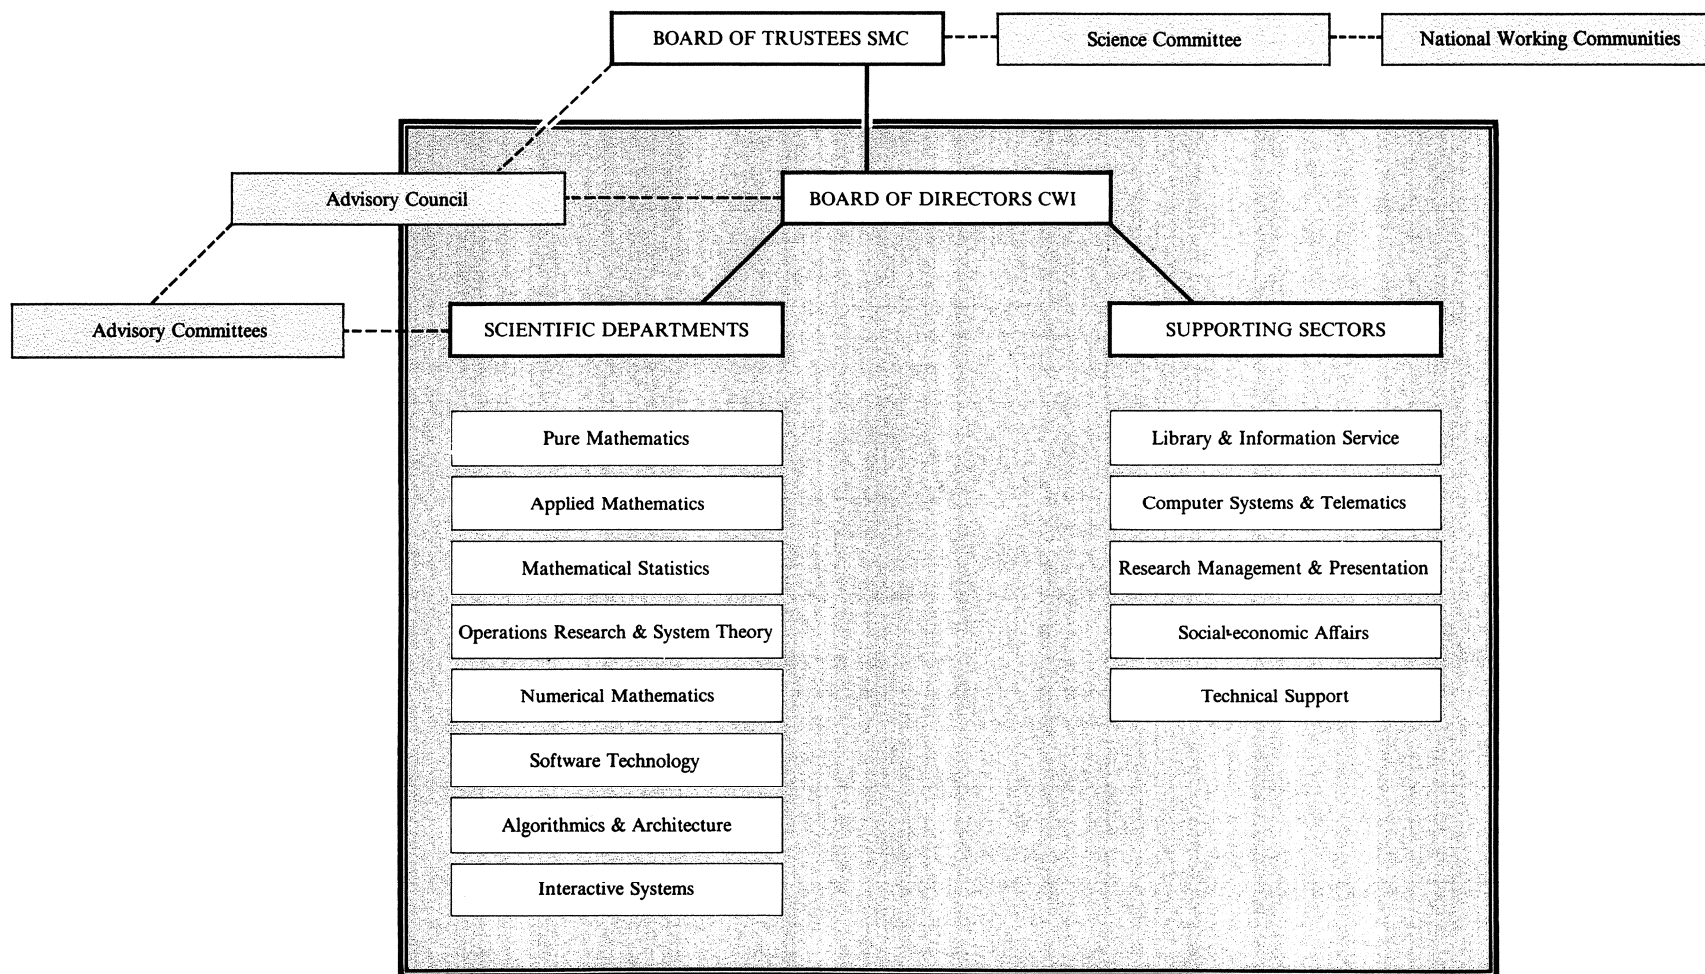 BOARD OF TRUSTEES SMC
Science Committee
National Working Communities
Advisory Council
BOARD OF DIRECTORS CWI
Advisory Committees
SCIENTIFIC DEPARTMENTS
SUPPORTING SECTORS
Pure Mathematics
Applied Mathematics
Mathematical Statistics
Operations Research & System Theory
Numerical Mathematics
Software Technology
Algorithmics & Architecture
Interactive Systems
Library & Information Service
Computer Systems & Telematics
Research Management & Presentation
Social-economic Affairs
Technical Support